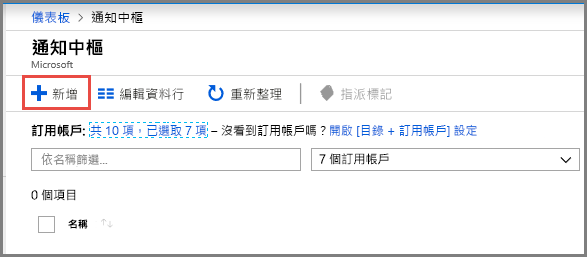 儀表板 > 通知中樞
通知中樞
Microsoft
新增 編輯資料行 重新整理 指派標記
訂用帳戶: 共 10 項，已選取 7 項 – 沒看到訂用帳戶嗎？開啟 [目錄 + 訂用帳戶] 設定
依名稱篩選... 7 個訂用帳戶
0 個項目
名稱